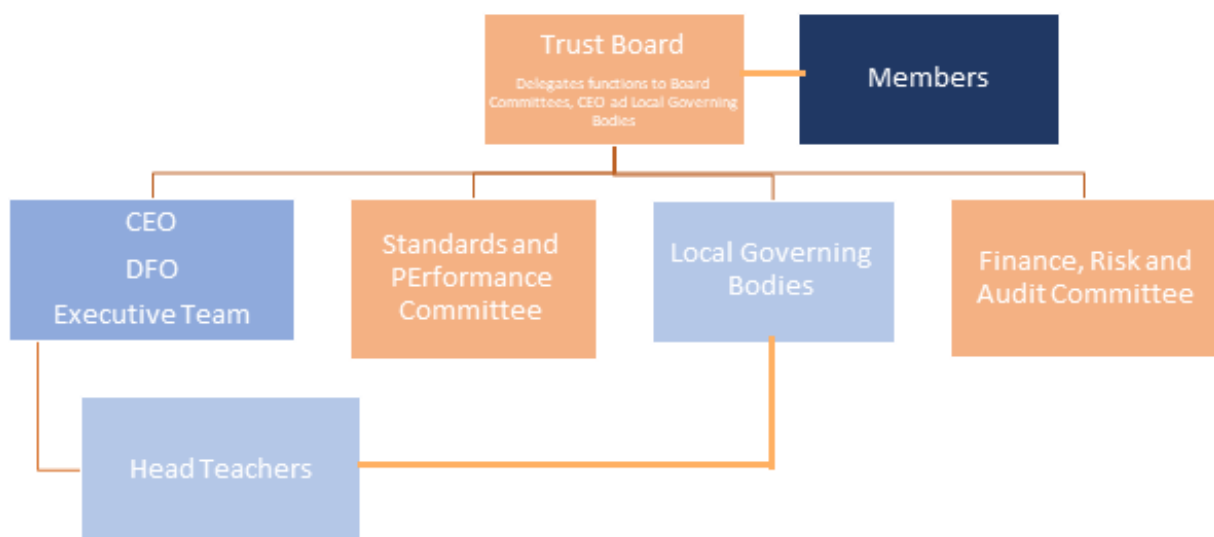 Trust Board
Delegates functions to Board
Committees, CEO ad Local Governing
Bodies
Members
CEO
DFO
Executive Team
Standards and
PErformance
Committee
Local Governing
Bodies
Finance, Risk and
Audit Committee
Head Teachers